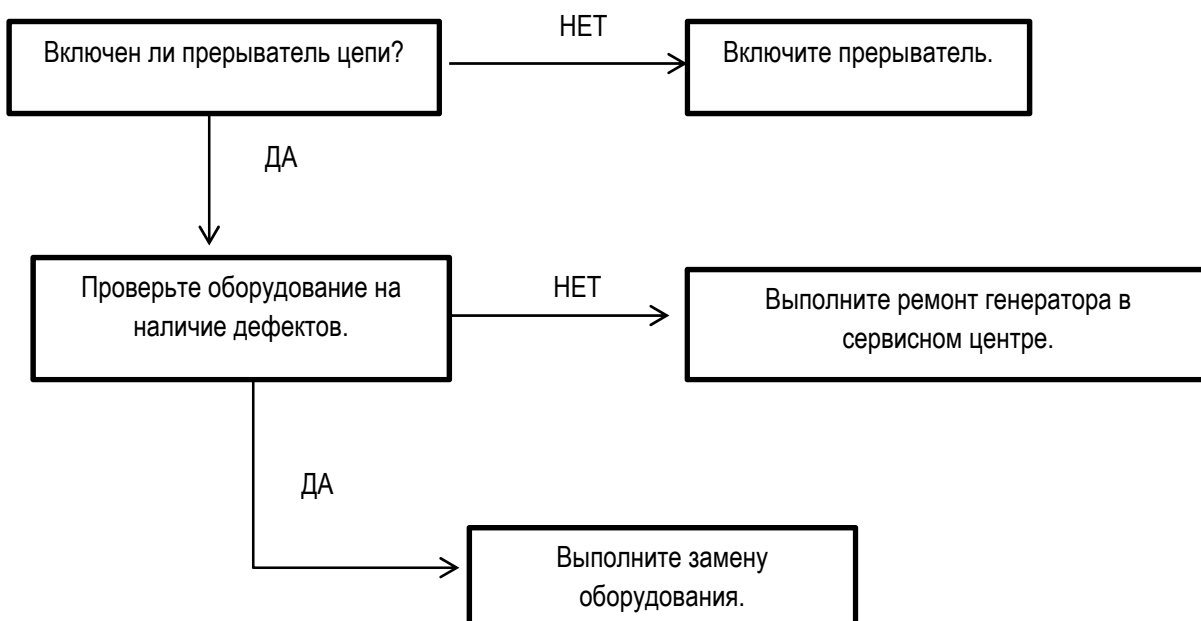 НЕТ
Включен ли прерыватель цепи?
Включите прерыватель.
ДА
Проверьте оборудование на
наличие дефектов.
НЕТ
Выполните ремонт генератора в
сервисном центре.
ДА
Выполните замену
оборудования.